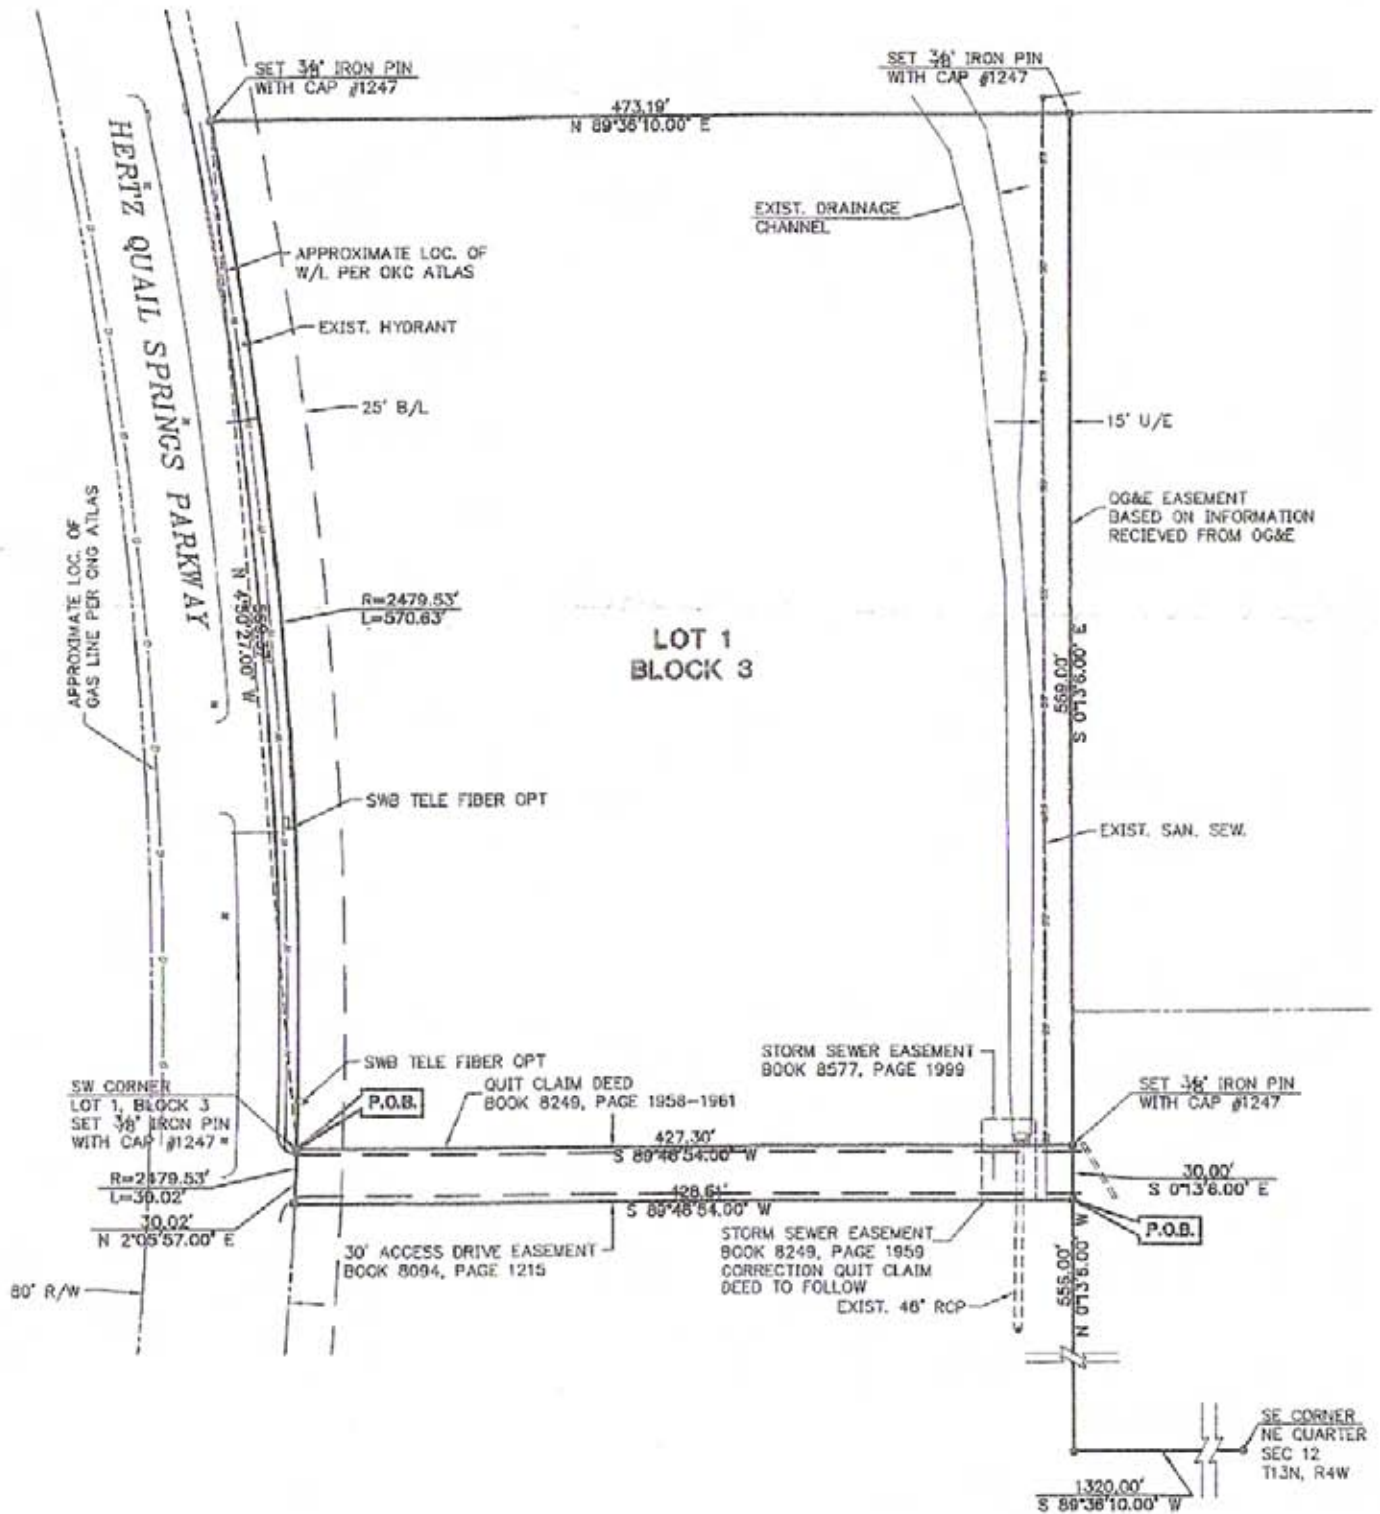 SET 3/8" IRON PIN
WITH CAP #1247
SET 3/8" IRON PIN
WITH CAP #1247
473.19'
N 89°36'10.00" E
HERTZ QUAIL SPRINGS PARKWAY
EXIST. DRAINAGE
CHANNEL
APPROXIMATE LOC. OF
W/L PER OKC ATLAS
EXIST. HYDRANT
25' B/L
15' U/E
OG&E EASEMENT
BASED ON INFORMATION
RECIEVED FROM OG&E
APPROXIMATE LOC. OF
GAS LINE PER ONG ATLAS
N 4°50'27.00" W
R=2479.53'
L=570.63'
LOT 1
BLOCK 3
569.00'
S 0°13'6.00" E
SWB TELE FIBER OPT
EXIST. SAN. SEW.
SWB TELE FIBER OPT
STORM SEWER EASEMENT
BOOK 8577, PAGE 1999
SW CORNER
LOT 1, BLOCK 3
SET 3/8" IRON PIN
WITH CAP #1247
P.O.B.
QUIT CLAIM DEED
BOOK 8249, PAGE 1958-1961
SET 3/8" IRON PIN
WITH CAP #1247
427.30'
S 89°46'54.00" W
R=2479.53'
L=30.02'
30.00'
S 0°13'6.00" E
428.61'
S 89°46'54.00" W
30.02'
N 2°05'57.00" E
P.O.B.
30' ACCESS DRIVE EASEMENT
BOOK 8094, PAGE 1215
STORM SEWER EASEMENT
BOOK 8249, PAGE 1959
CORRECTION QUIT CLAIM
DEED TO FOLLOW
80' R/W
EXIST. 48" RCP
N 0°13'6.00" W
SE CORNER
NE QUARTER
SEC 12
T13N, R4W
1320.00'
S 89°36'10.00" W